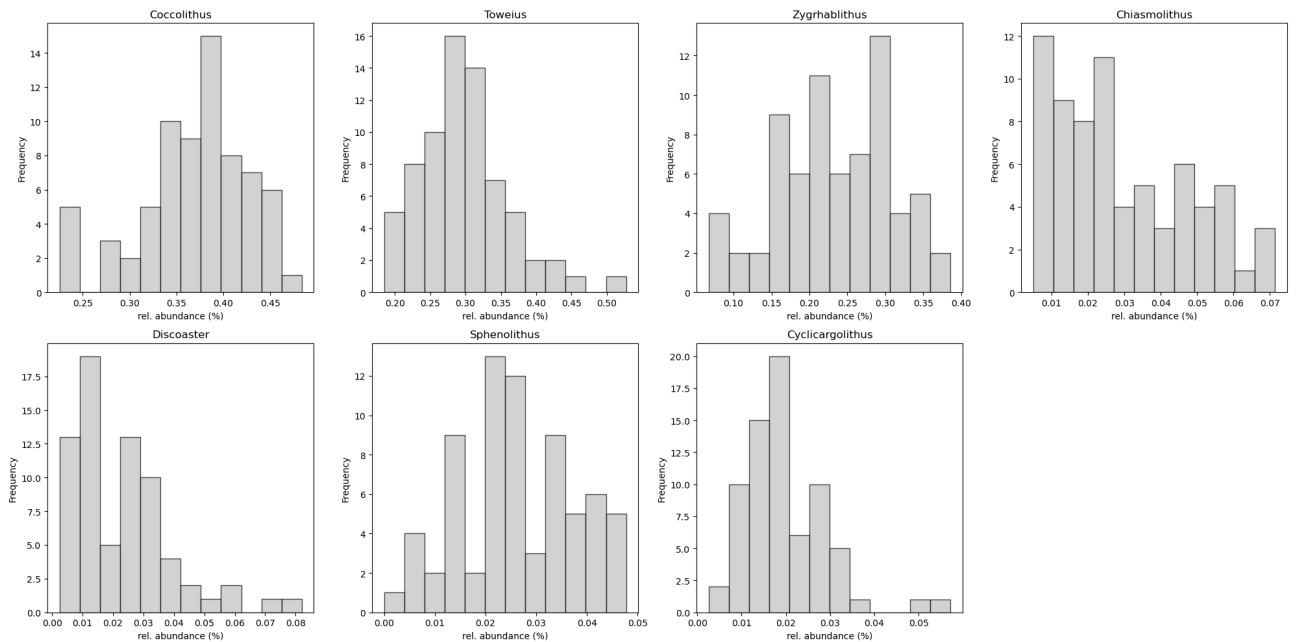 Coccolithus
Frequency
14
12
10
8
6
4
2
0
0.25 0.30 0.35 0.40 0.45
rel. abundance (%)
Toweius
Frequency
16
14
12
10
8
6
4
2
0
0.20 0.25 0.30 0.35 0.40 0.45 0.50
rel. abundance (%)
Zygrhablithus
Frequency
12
10
8
6
4
2
0
0.10 0.15 0.20 0.25 0.30 0.35 0.40
rel. abundance (%)
Chiasmolithus
Frequency
12
10
8
6
4
2
0
0.01 0.02 0.03 0.04 0.05 0.06 0.07
rel. abundance (%)
Discoaster
Frequency
17.5
15.0
12.5
10.0
7.5
5.0
2.5
0.0
0.00 0.01 0.02 0.03 0.04 0.05 0.06 0.07 0.08
rel. abundance (%)
Sphenolithus
Frequency
12
10
8
6
4
2
0
0.00 0.01 0.02 0.03 0.04 0.05
rel. abundance (%)
Cyclicargolithus
Frequency
20.0
17.5
15.0
12.5
10.0
7.5
5.0
2.5
0.0
0.00 0.01 0.02 0.03 0.04 0.05
rel. abundance (%)